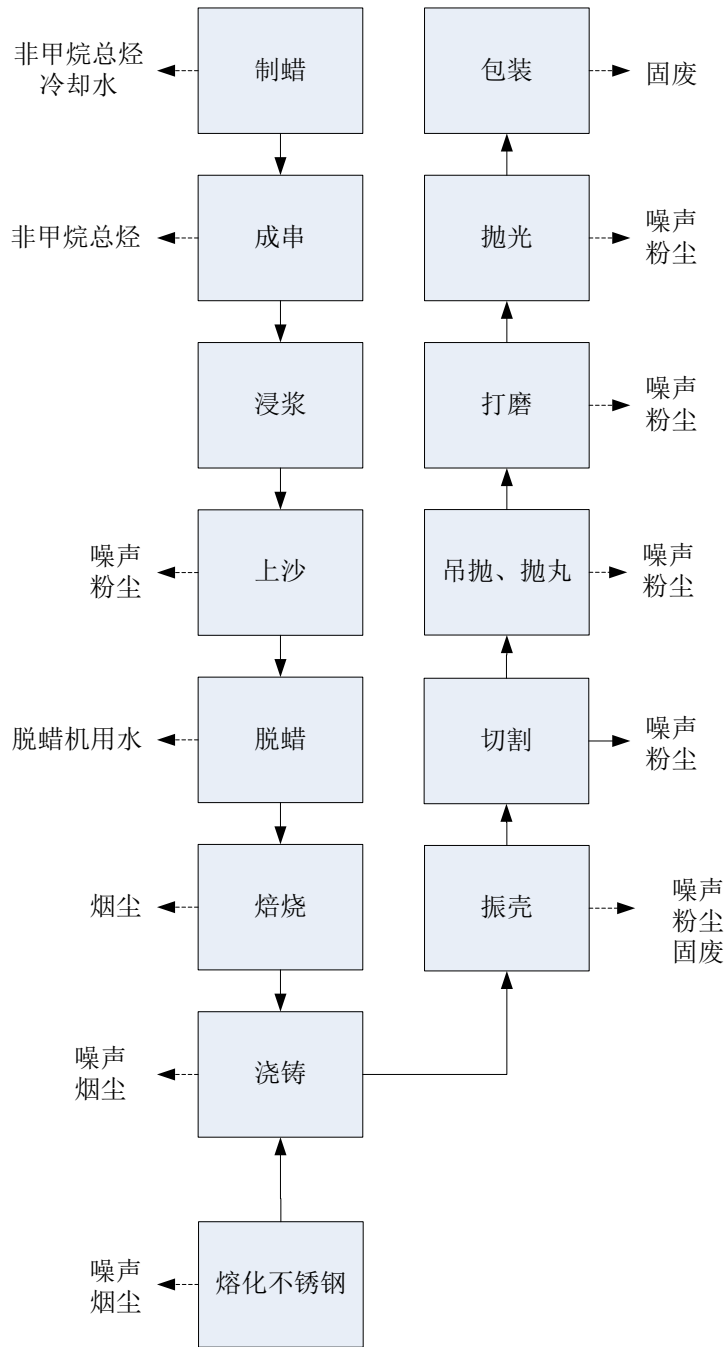 非甲烷总烃
冷却水
制蜡
非甲烷总烃
成串
浸浆
噪声
粉尘
上沙
脱蜡机用水
脱蜡
烟尘
焙烧
噪声
烟尘
浇铸
噪声
烟尘
熔化不锈钢
包装
固废
抛光
噪声
粉尘
打磨
噪声
粉尘
吊抛、抛丸
噪声
粉尘
切割
噪声
粉尘
振壳
噪声
粉尘
固废